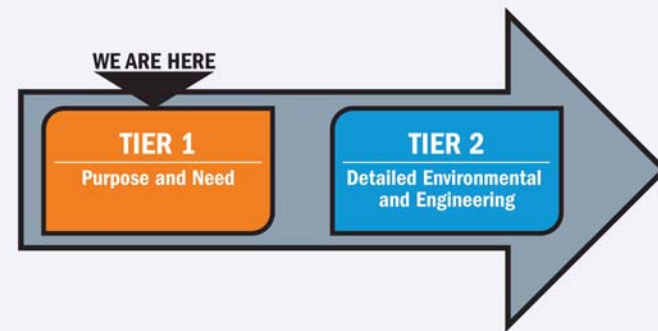 WE ARE HERE
TIER 1
Purpose and Need
TIER 2
Detailed Environmental
and Engineering